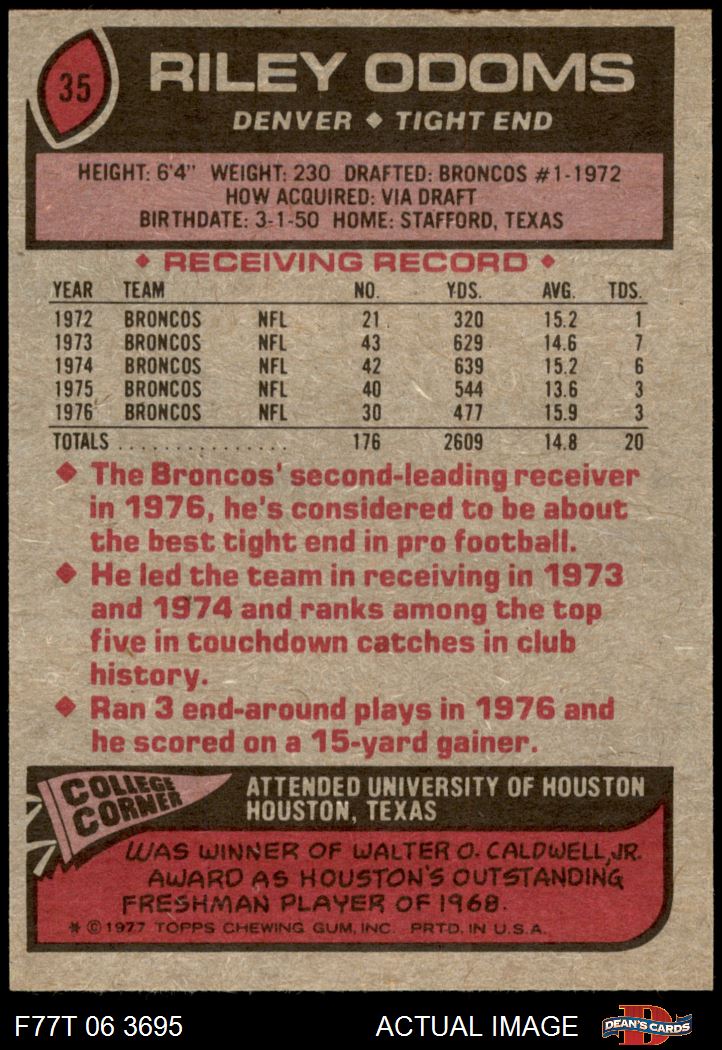 35
RILEY ODOMS
DENVER ◆ TIGHT END
HEIGHT: 6'4" WEIGHT: 230 DRAFTED: BRONCOS #1-1972
HOW ACQUIRED: VIA DRAFT
BIRTHDATE: 3-1-50 HOME: STAFFORD, TEXAS
◆ RECEIVING RECORD ◆
YEAR TEAM NO. YDS. AVG. TDS.
1972 BRONCOS NFL 21 320 15.2 1
1973 BRONCOS NFL 43 629 14.6 7
1974 BRONCOS NFL 42 639 15.2 6
1975 BRONCOS NFL 40 544 13.6 3
1976 BRONCOS NFL 30 477 15.9 3
TOTALS . . . . . . . . . . . . . . . . 176 2609 14.8 20
◆ The Broncos' second-leading receiver
in 1976, he's considered to be about
the best tight end in pro football.
◆ He led the team in receiving in 1973
and 1974 and ranks among the top
five in touchdown catches in club
history.
◆ Ran 3 end-around plays in 1976 and
he scored on a 15-yard gainer.
COLLEGE
CORNER
ATTENDED UNIVERSITY OF HOUSTON
HOUSTON, TEXAS
WAS WINNER OF WALTER O. CALDWELL, JR.
AWARD AS HOUSTON'S OUTSTANDING
FRESHMAN PLAYER OF 1968.
* © 1977 TOPPS CHEWING GUM, INC. PRTD. IN U.S.A.
F77T 06 3695 ACTUAL IMAGE
D
DEAN'S CARDS